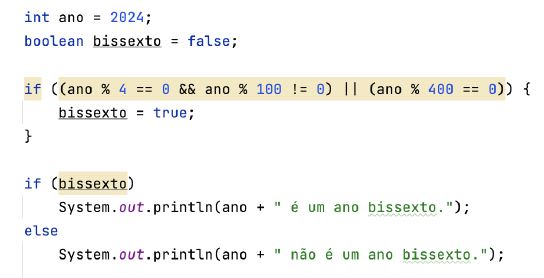 int ano = 2024;
boolean bissexto = false;
if ((ano % 4 == 0 && ano % 100 != 0) || (ano % 400 == 0)) {
bissexto = true;
}
if (bissexto)
System.out.println(ano + " é um ano bissexto.");
else
System.out.println(ano + " não é um ano bissexto.");